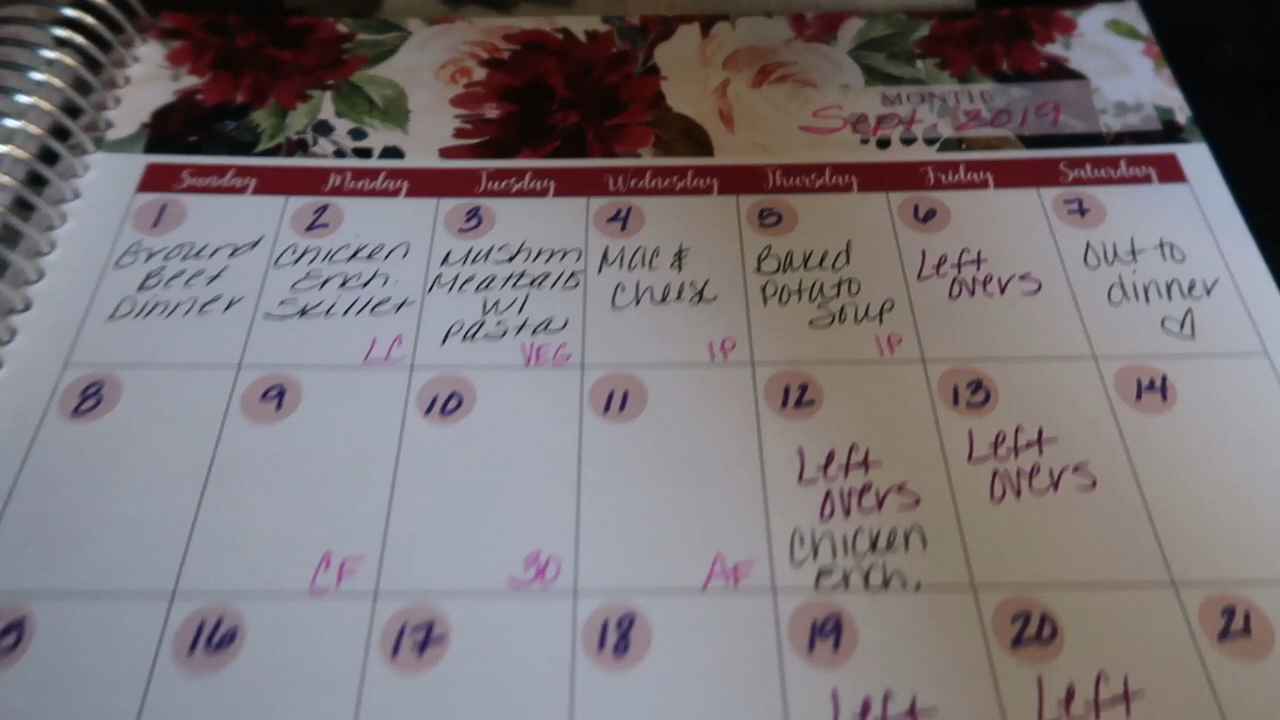 MONTH
Sept. 2019
Sunday Monday Tuesday Wednesday Thursday Friday Saturday
1 2 3 4 5 6 7
Ground
Beef
Dinner
Chicken
Ench.
Skillet
LC
Mushrm
Meatballs
w/
pasta
VEG
Mac &
Cheese
IP
Baked
Potato
Soup
IP
Left
overs
out to
dinner
8 9 10 11 12 13 14
CF
30
AF
Left
overs
Chicken
Ench.
Left
overs
16 17 18 19 20 21
Left
Left